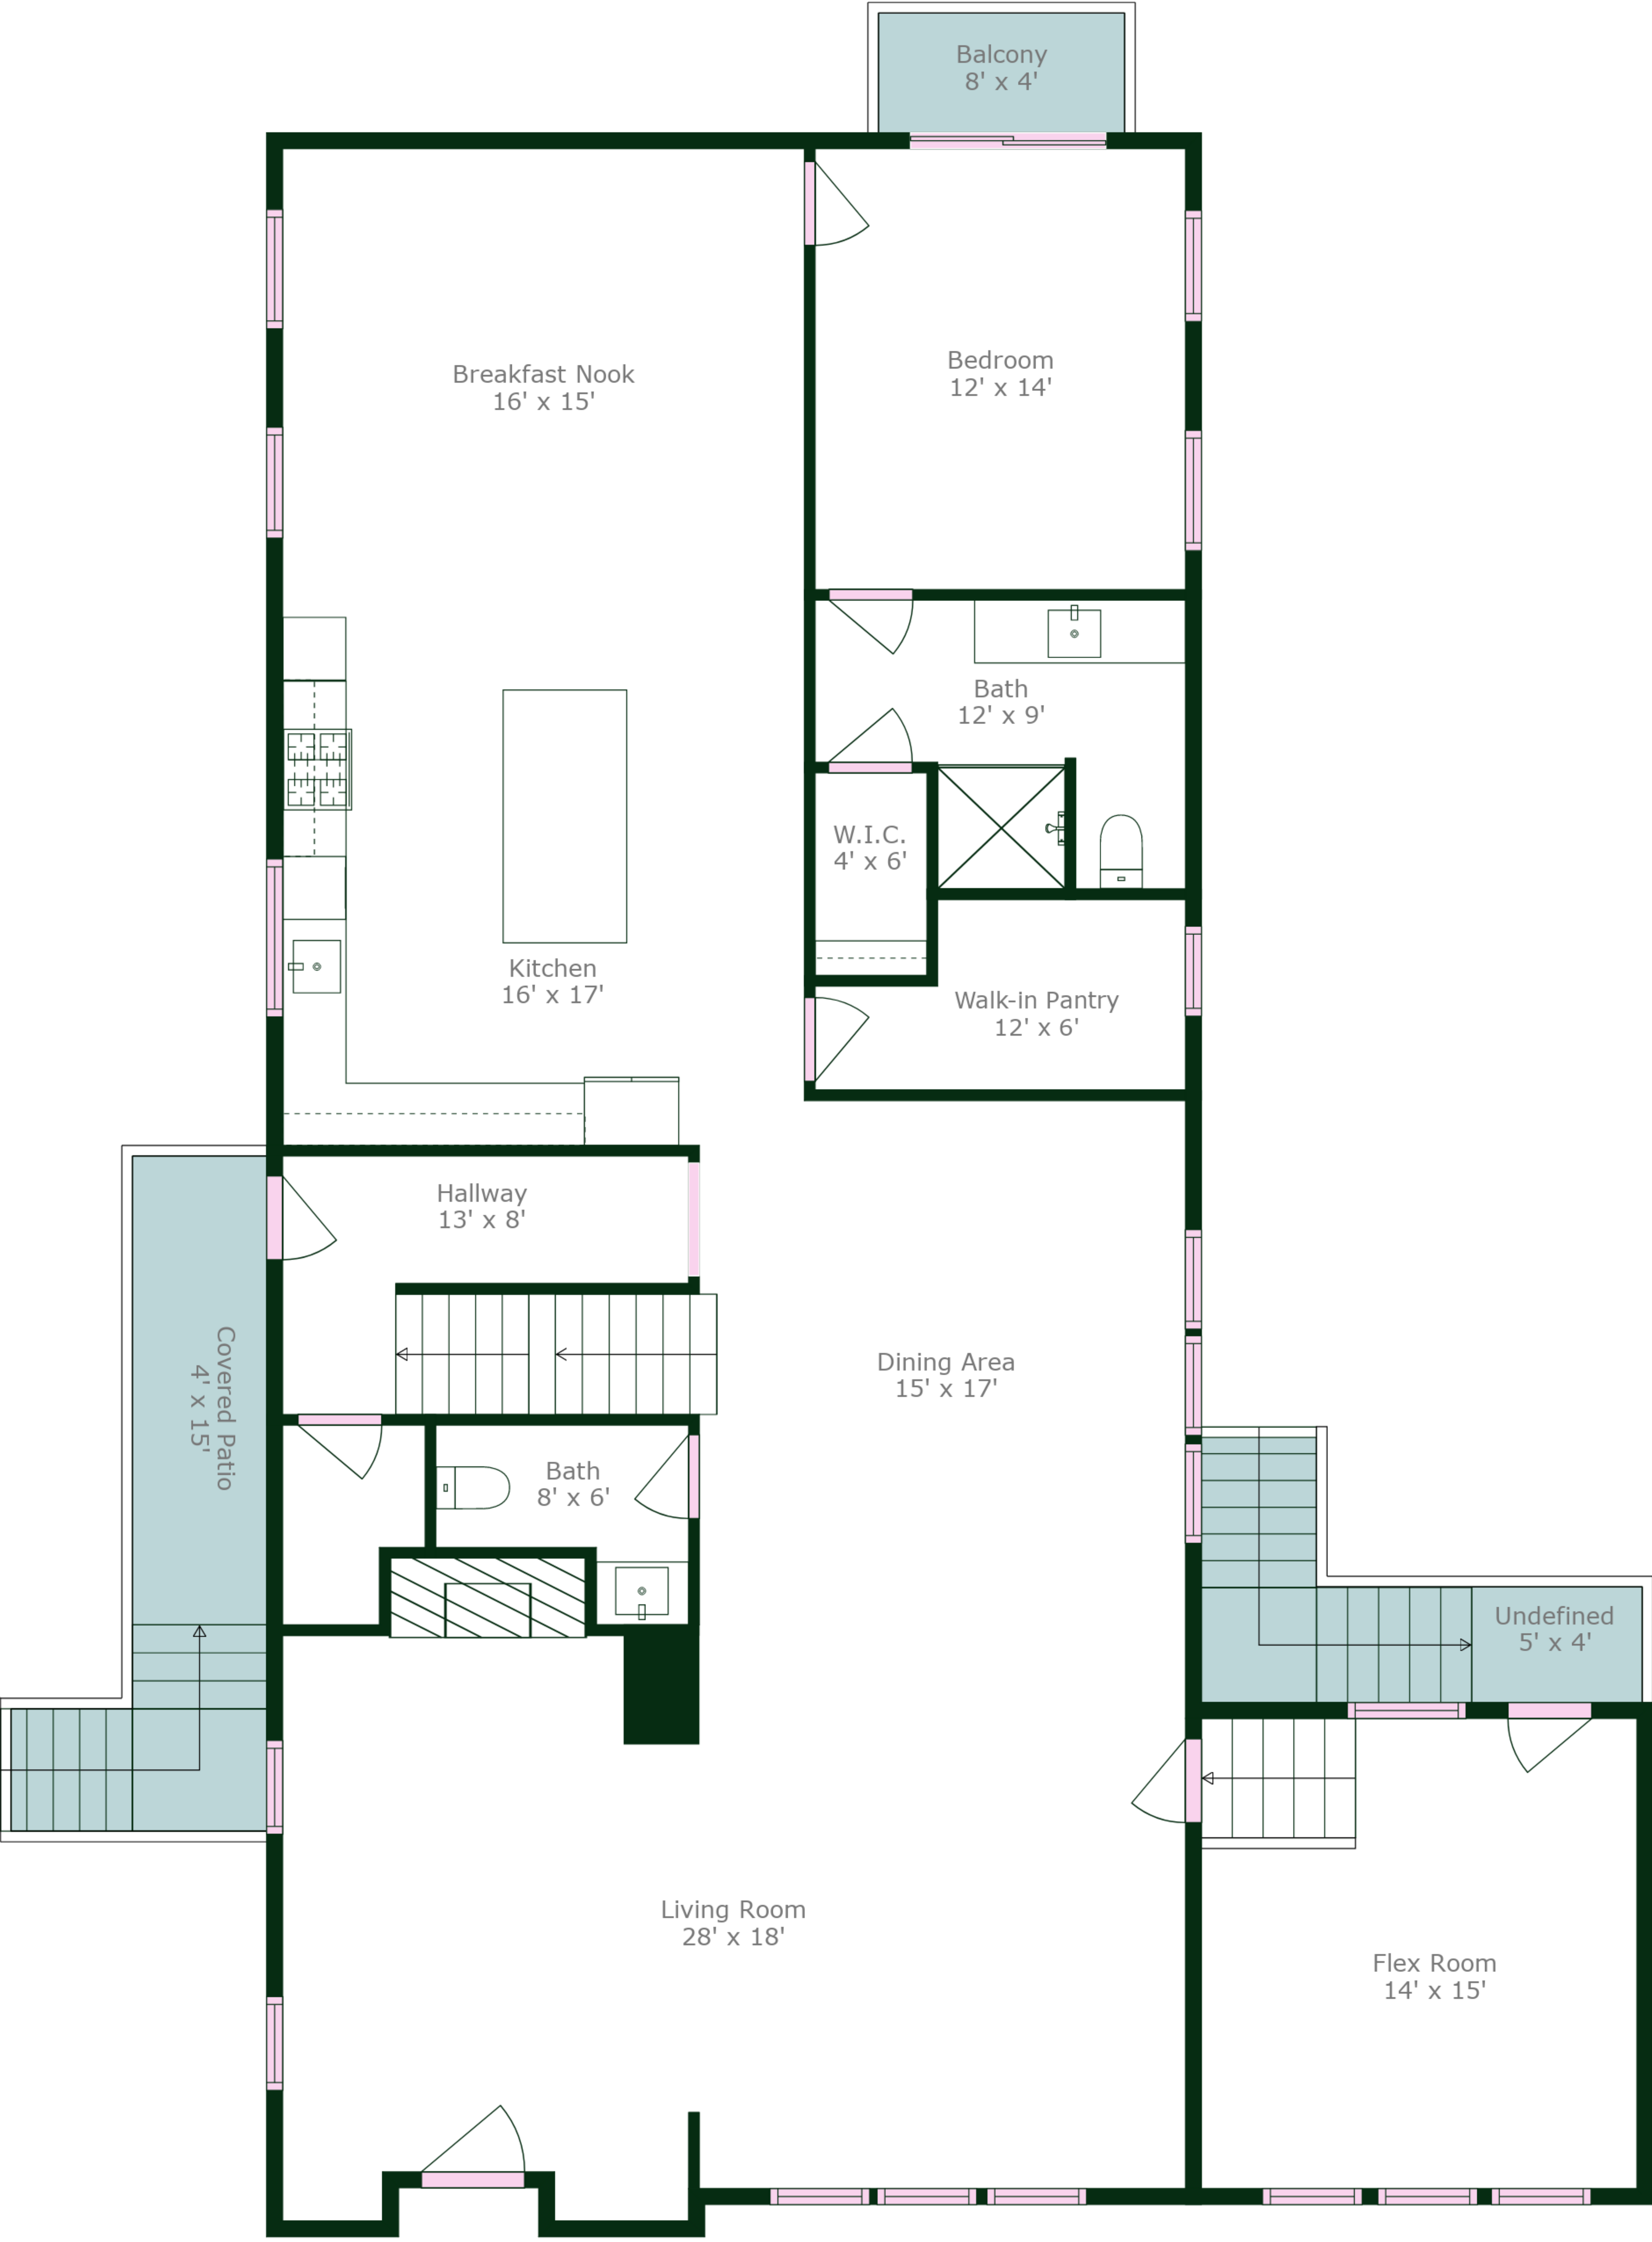 Balcony
8' x 4'
Breakfast Nook
16' x 15'
Bedroom
12' x 14'
Bath
12' x 9'
W.I.C.
4' x 6'
Kitchen
16' x 17'
Walk-in Pantry
12' x 6'
Hallway
13' x 8'
Covered Patio
4' x 15'
Dining Area
15' x 17'
Bath
8' x 6'
Undefined
5' x 4'
Living Room
28' x 18'
Flex Room
14' x 15'